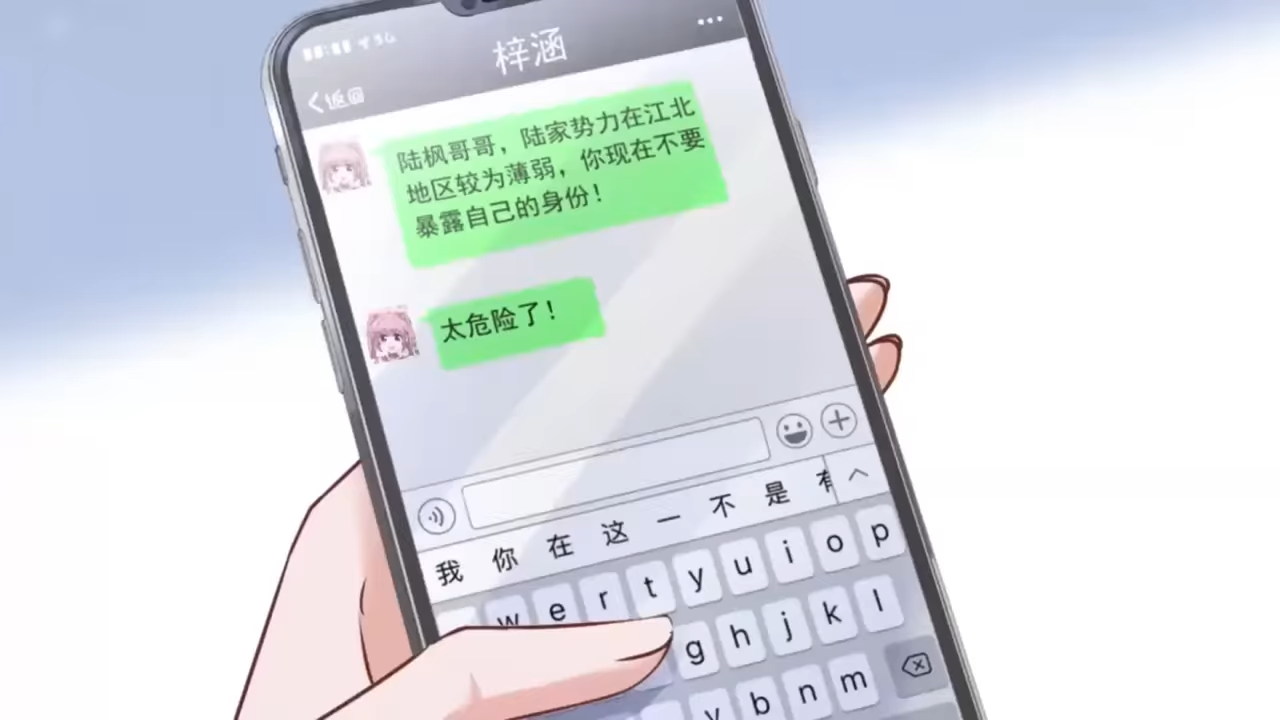 梓涵
返回
陆枫哥哥，陆家势力在江北
地区较为薄弱，你现在不要
暴露自己的身份！
太危险了！
我 你 在 这 一 不 是 有
w e r t y u i o p
g h j k l
v b n m